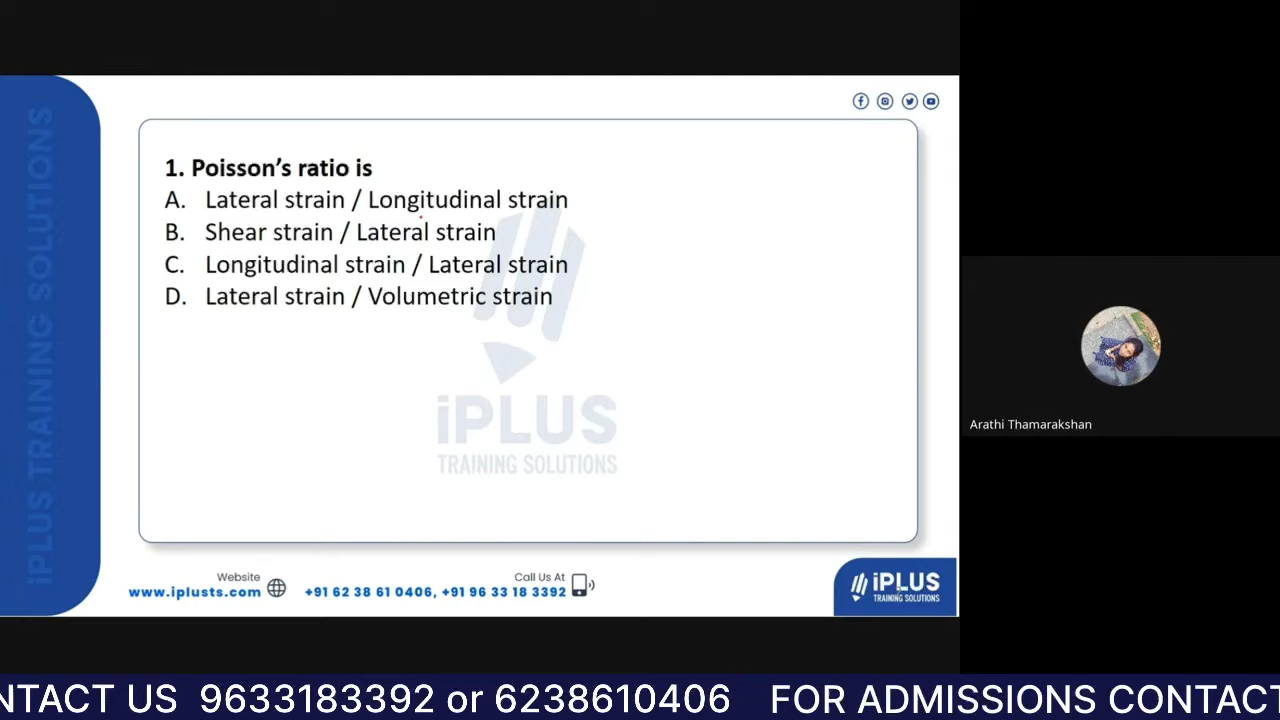 iPLUS TRAINING SOLUTIONS
1. Poisson’s ratio is
A. Lateral strain / Longitudinal strain
B. Shear strain / Lateral strain
C. Longitudinal strain / Lateral strain
D. Lateral strain / Volumetric strain
iPLUS
TRAINING SOLUTIONS
Arathi Thamarakshan
Website
www.iplusts.com
Call Us At
+91 62 38 61 0406, +91 96 33 18 3392
iPLUS
TRAINING SOLUTIONS
NTACT US 9633183392 or 6238610406 FOR ADMISSIONS CONTACT